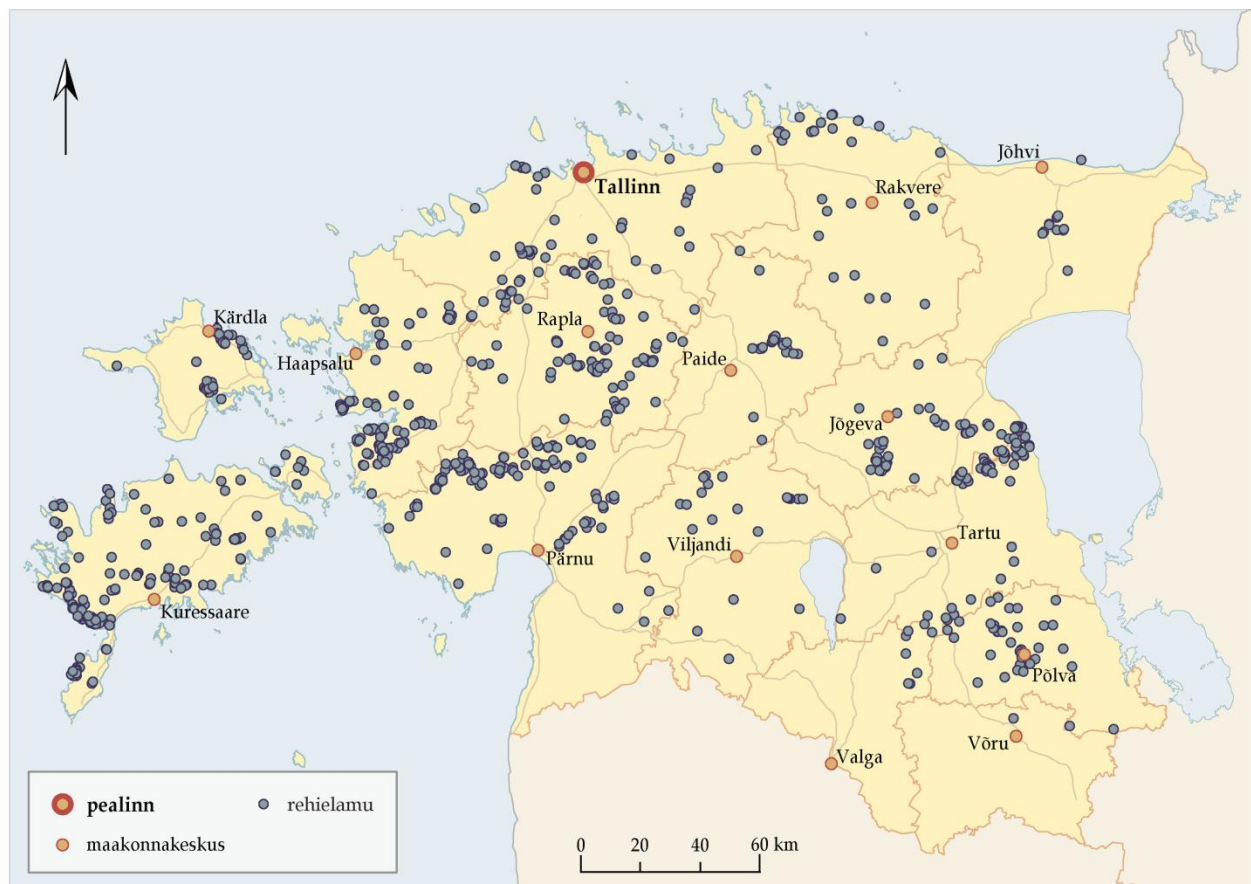 Jõhvi
Tallinn
Rakvere
Kärdla
Rapla
Haapsalu
Paide
Jõgeva
Tartu
Pärnu
Viljandi
Kuressaare
Põlva
Võru
Valga
pealinn
rehielamu
maakonnakeskus
0 20 40 60 km